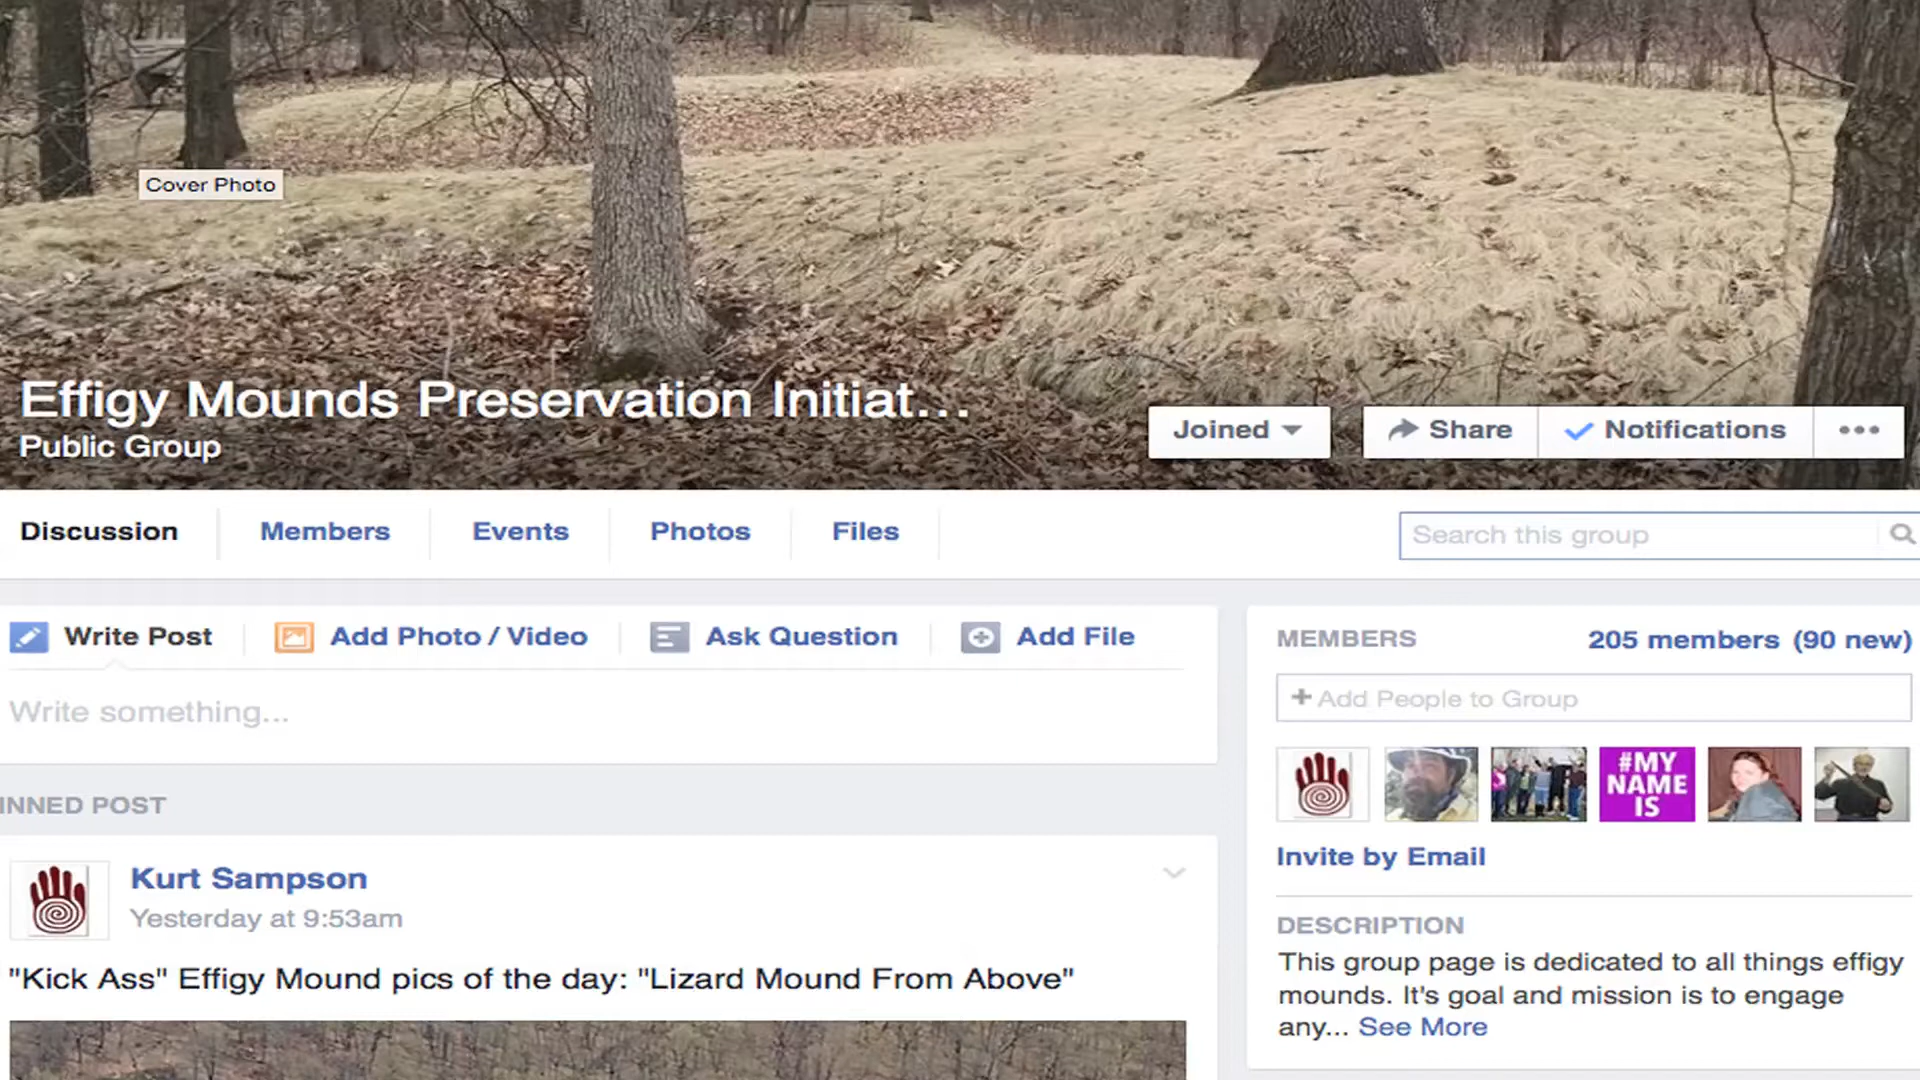 Cover Photo
Effigy Mounds Preservation Initiat...
Public Group
Joined
Share
Notifications
Discussion
Members
Events
Photos
Files
Search this group
Write Post
Add Photo / Video
Ask Question
Add File
Write something...
INNED POST
Kurt Sampson
Yesterday at 9:53am
"Kick Ass" Effigy Mound pics of the day: "Lizard Mound From Above"
MEMBERS
205 members (90 new)
+ Add People to Group
#MY
NAME
IS
Invite by Email
DESCRIPTION
This group page is dedicated to all things effigy
mounds. It's goal and mission is to engage
any... See More